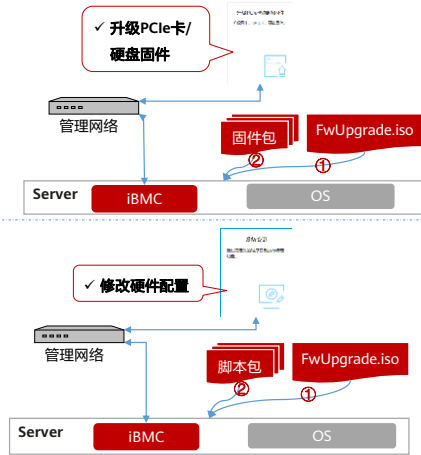 ✓ 升级PCIe卡/
硬盘固件
管理网络
固件包
FwUpgrade.iso
②
①
Server
iBMC
OS
✓ 修改硬件配置
管理网络
脚本包
FwUpgrade.iso
②
①
Server
iBMC
OS